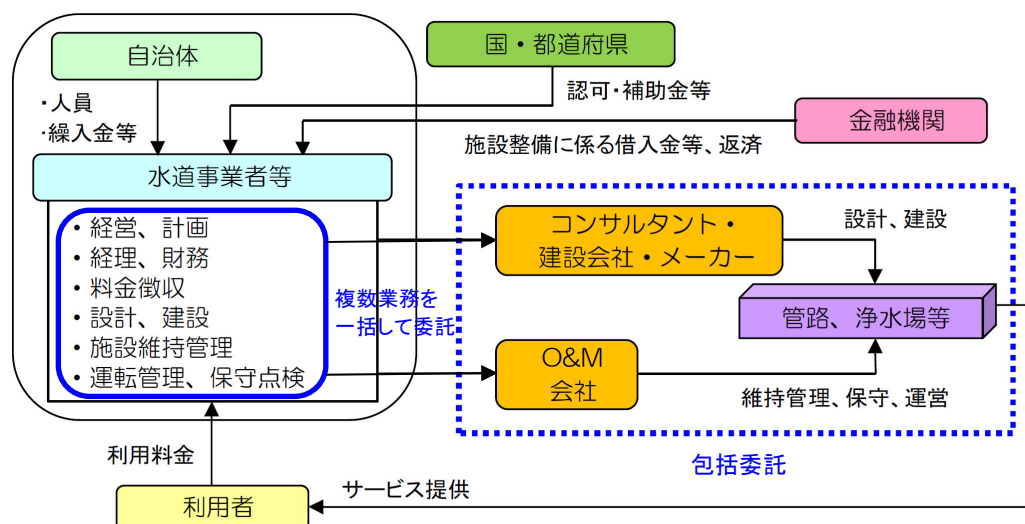 自治体
国・都道府県
・人員
・繰入金等
認可・補助金等
金融機関
施設整備に係る借入金等、返済
水道事業者等
・経営、計画
・経理、財務
・料金徴収
・設計、建設
・施設維持管理
・運転管理、保守点検
複数業務を
一括して委託
コンサルタント・
建設会社・メーカー
設計、建設
管路、浄水場等
O&M
会社
維持管理、保守、運営
包括委託
利用料金
サービス提供
利用者